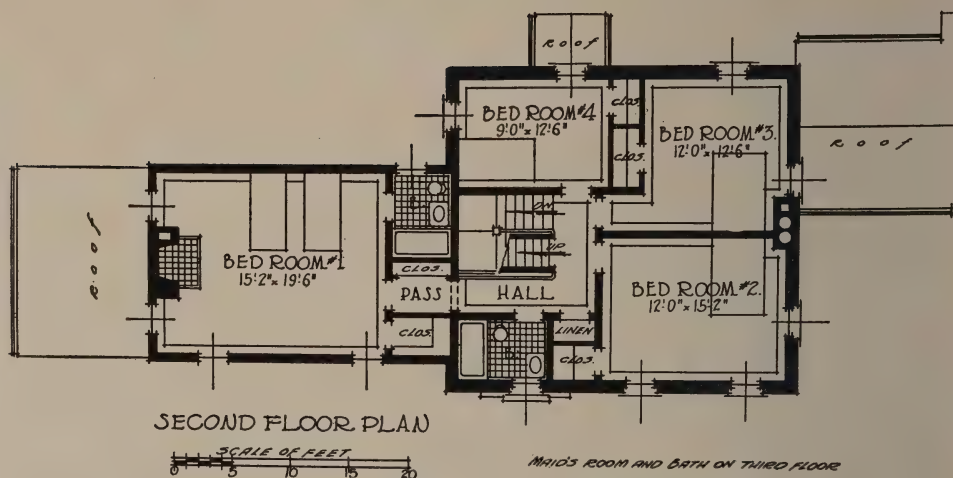 Roof
BED ROOM #4
9'0" x 12'6"
CLOS.
CLOS.
BED ROOM #3.
12'0" x 12'6"
Roof
Roof
BED ROOM #1
15'2" x 19'6"
DN
UP
CLOS.
PASS
HALL
BED ROOM #2.
12'0" x 15'2"
CLOS.
LINEN
CLOS.
SECOND FLOOR PLAN
SCALE OF FEET
0 5 10 15 20
MAID'S ROOM AND BATH ON THIRD FLOOR